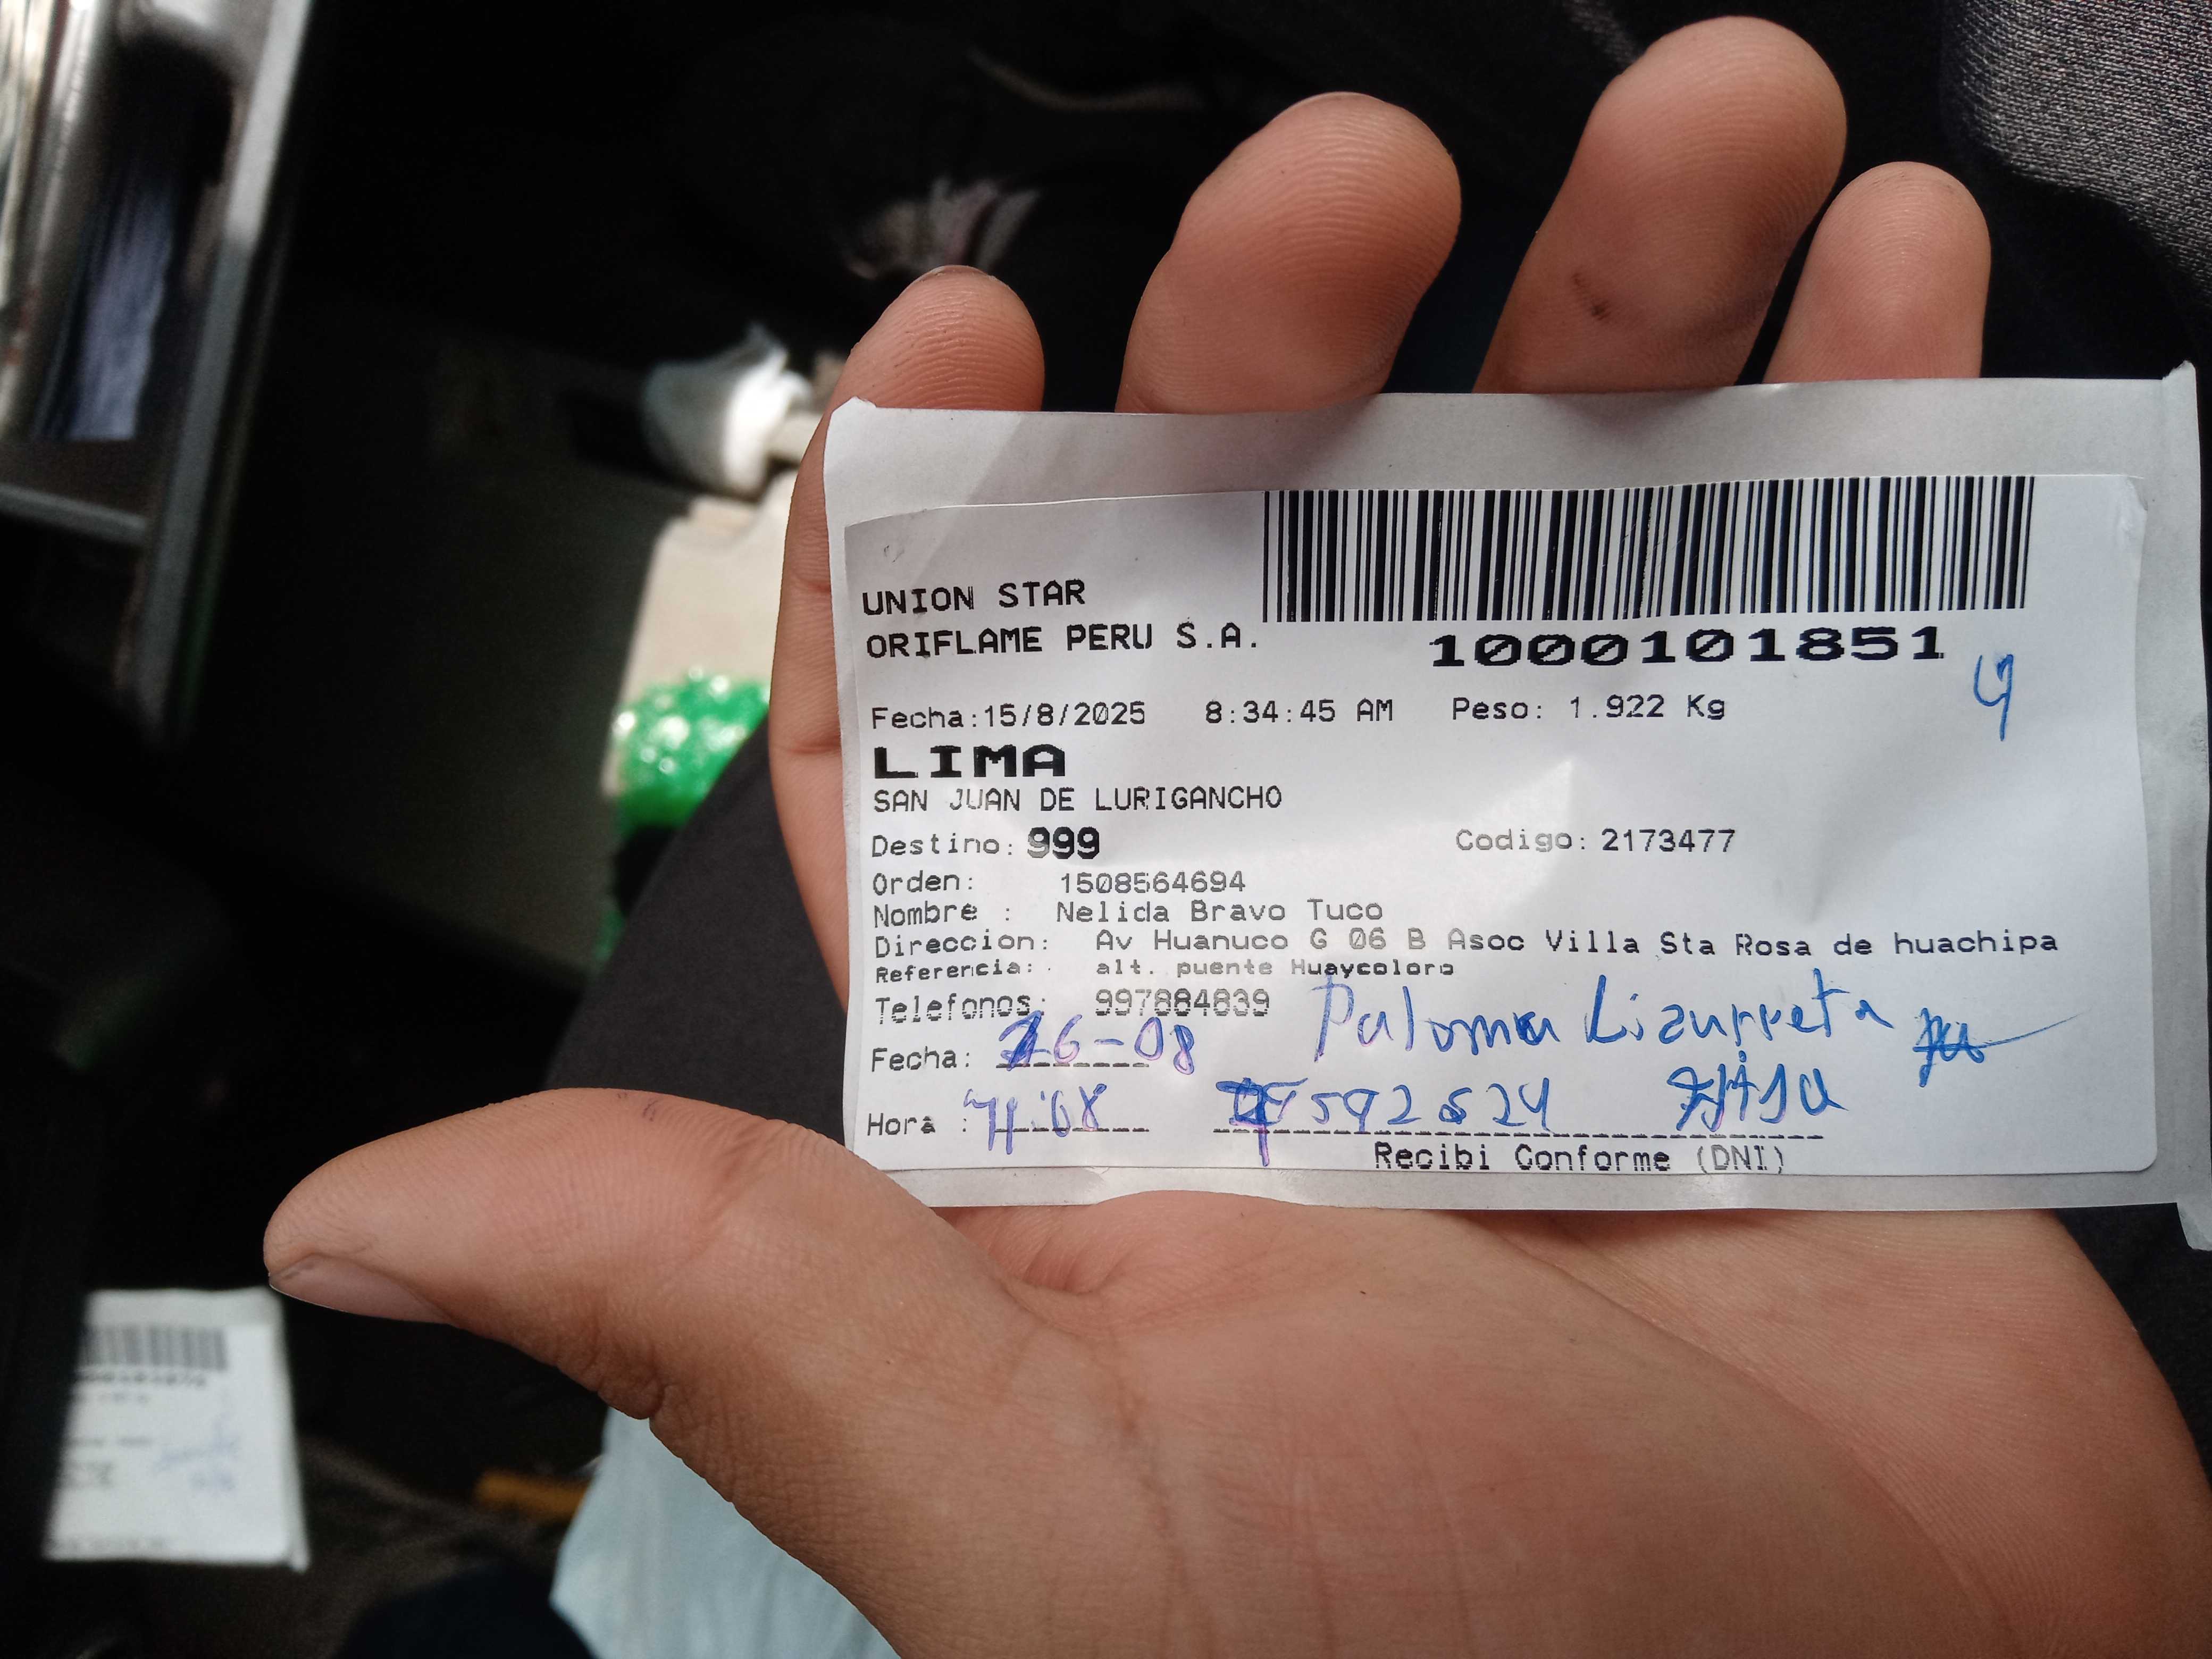 UNION STAR
ORIFLAME PERU S.A.
1000101851
Fecha:15/8/2025 8:34:45 AM Peso: 1.922 Kg
LIMA
SAN JUAN DE LURIGANCHO
Destino: 999 Codigo: 2173477
Orden: 1508564694
Nombre : Nelida Bravo Tuco
Direccion: Av Huanuco G 06 B Asoc Villa Sta Rosa de huachipa
Referencia: alt. puente Huaycoloro
Telefonos: 997884839 Paloma Lizurreta
Fecha: 16-08
Hora :
Recibi Conforme (DNI)